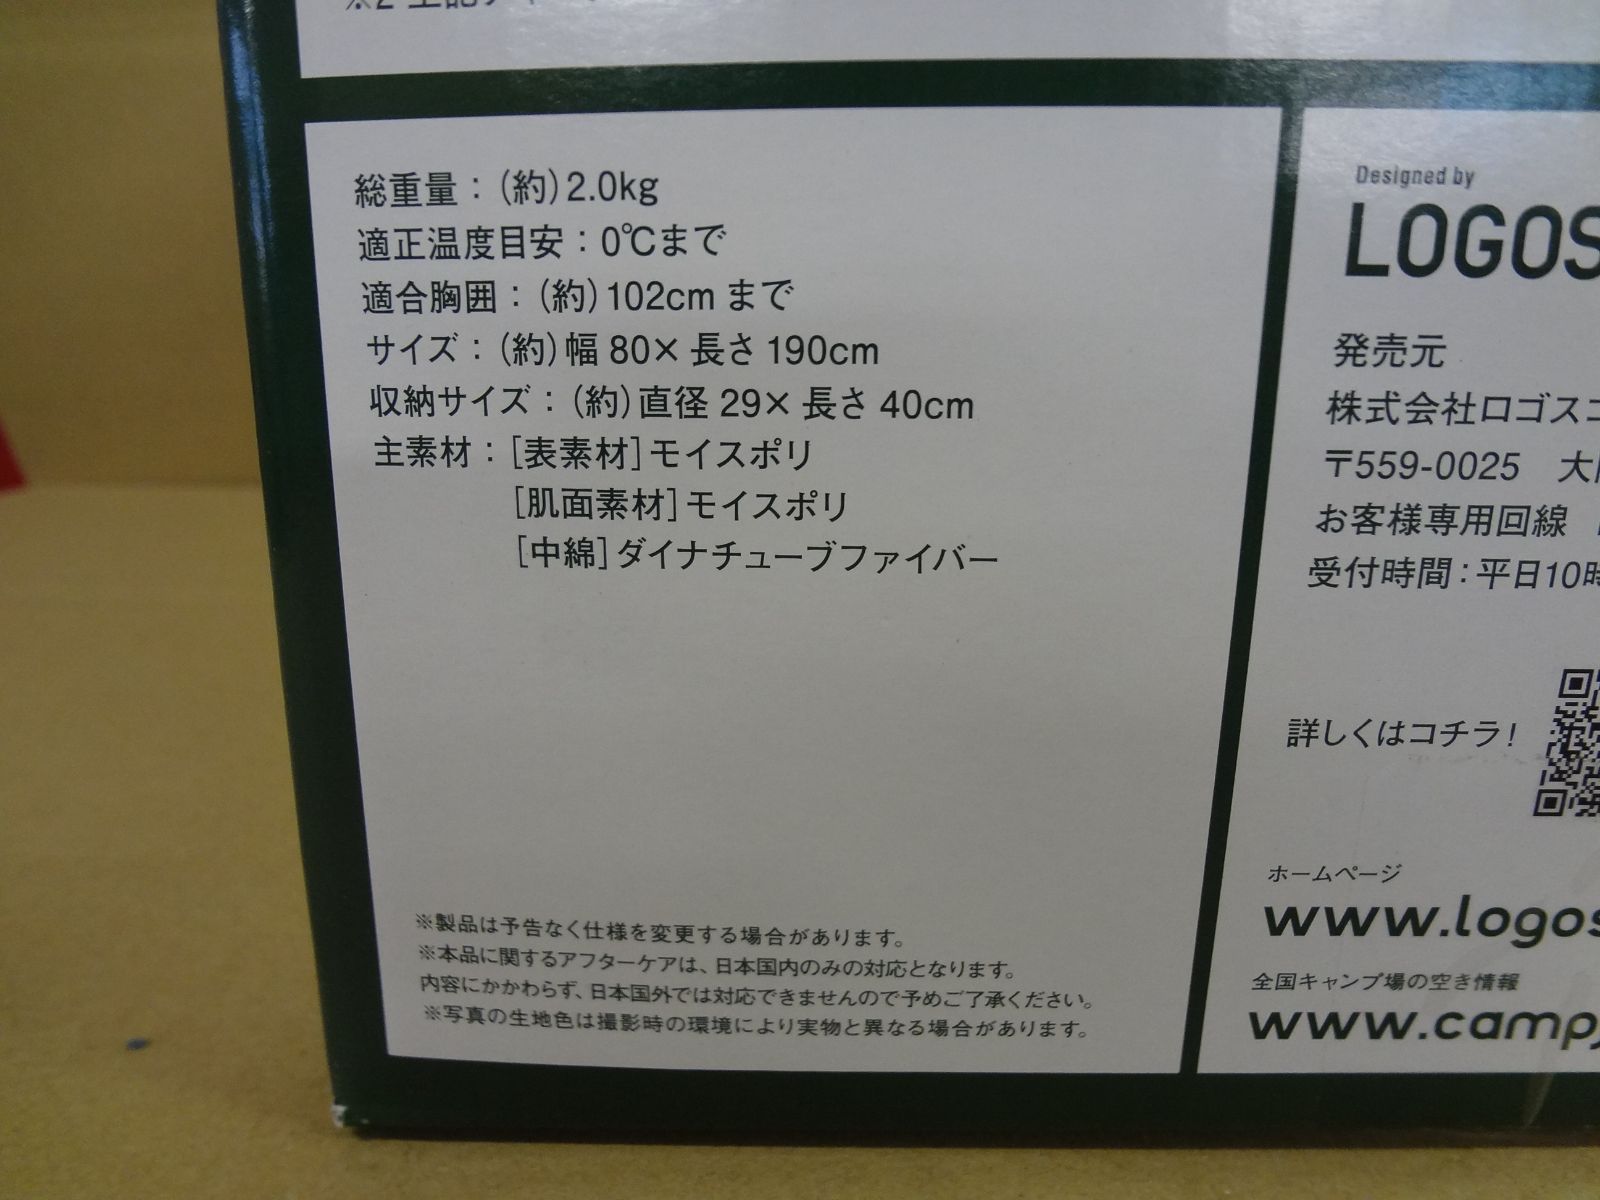 総重量：(約)2.0kg
適正温度目安：0℃まで
適合胸囲：(約)102cm まで
サイズ：(約)幅 80×長さ 190cm
収納サイズ：(約)直径 29×長さ 40cm
主素材：[表素材]モイスポリ
[肌面素材]モイスポリ
[中綿]ダイナチューブファイバー
※製品は予告なく仕様を変更する場合があります。
※本品に関するアフターケアは、日本国内のみの対応となります。
内容にかかわらず、日本国外では対応できませんので予めご了承ください。
※写真の生地色は撮影時の環境により実物と異なる場合があります。
Designed by
LOGOS
発売元
株式会社ロゴスコ
〒559-0025 大
お客様専用回線
受付時間：平日10時
詳しくはコチラ!
ホームページ
www.logos
全国キャンプ場の空き情報
www.camp